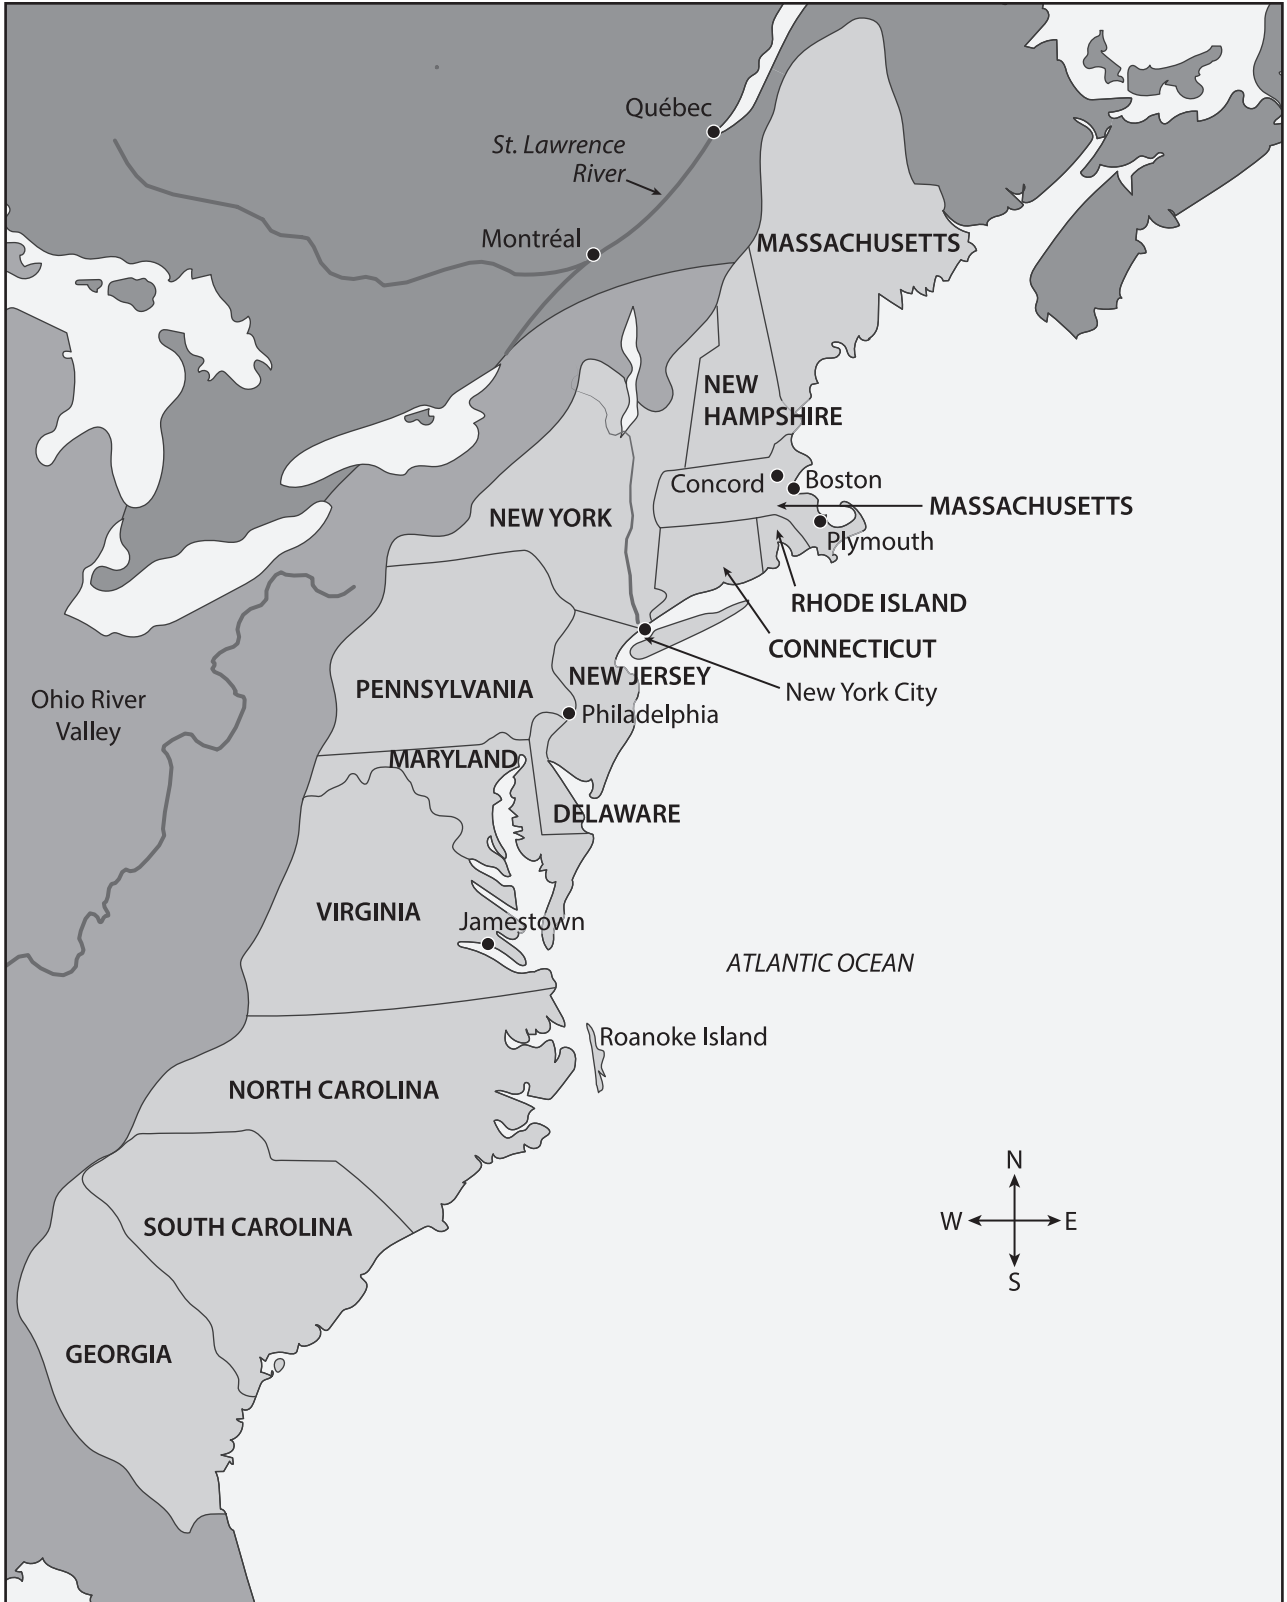 Québec
St. Lawrence
River
Montréal
MASSACHUSETTS
NEW
HAMPSHIRE
Concord
Boston
MASSACHUSETTS
NEW YORK
Plymouth
RHODE ISLAND
CONNECTICUT
NEW JERSEY
New York City
PENNSYLVANIA
Ohio River
Valley
Philadelphia
MARYLAND
DELAWARE
VIRGINIA
Jamestown
ATLANTIC OCEAN
Roanoke Island
NORTH CAROLINA
N
W
E
S
SOUTH CAROLINA
GEORGIA